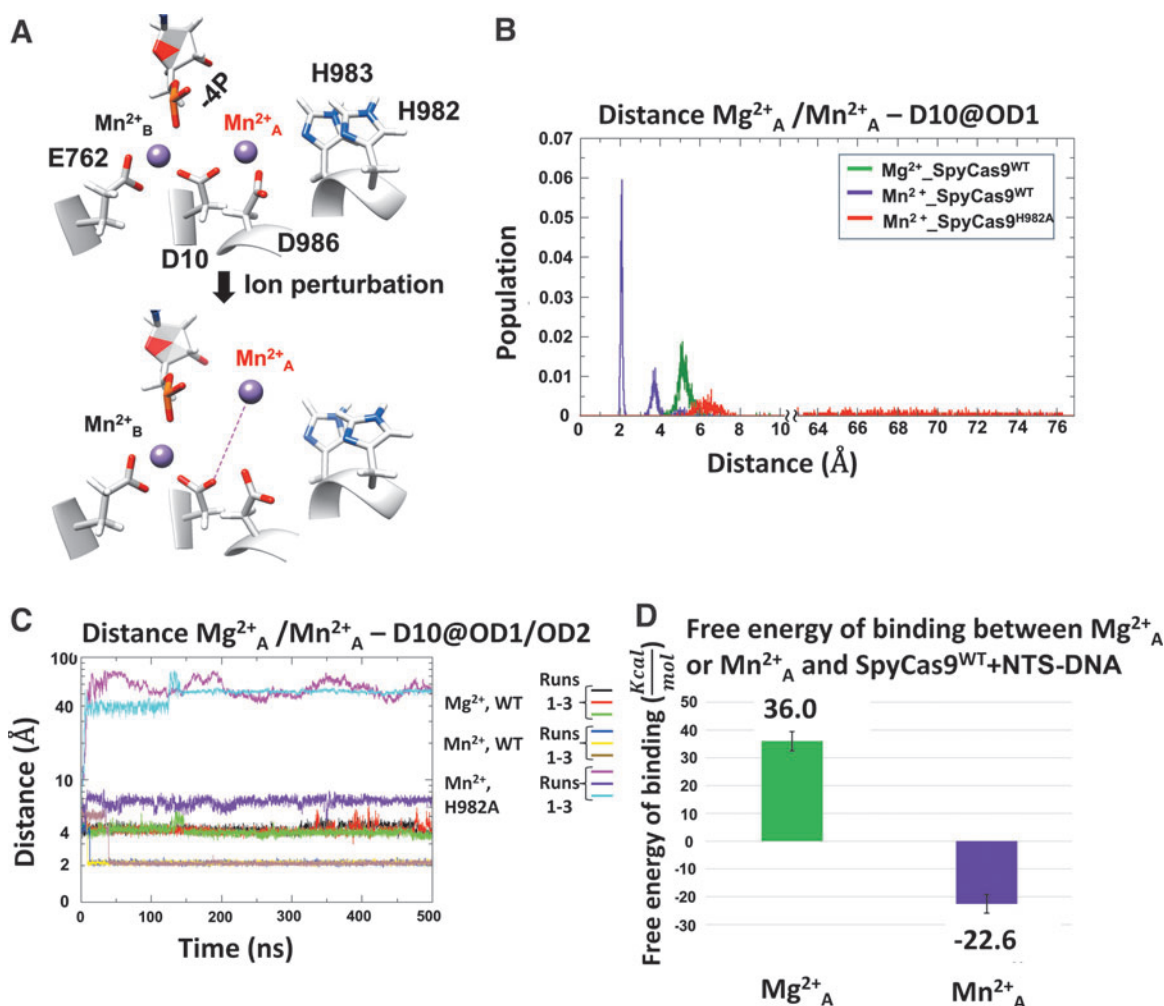 A
-4P
H983
H982
Mn²⁺B
Mn²⁺A
E762
D986
D10
Ion perturbation
Mn²⁺A
Mn²⁺B
B
Distance Mg²⁺A /Mn²⁺A – D10@OD1
Mg²⁺_SpyCas9ᵂᵀ
Mn²⁺_SpyCas9ᵂᵀ
Mn²⁺_SpyCas9ᴴ⁹⁸²ᴬ
Population
0.07
0.06
0.05
0.04
0.03
0.02
0.01
0
0 2 4 6 8 10 64 66 68 70 72 74 76
Distance (Å)
C
Distance Mg²⁺A /Mn²⁺A – D10@OD1/OD2
Distance (Å)
100
40
10
4
2
0
0 100 200 300 400 500
Time (ns)
Mg²⁺, WT
Runs
1-3
Mn²⁺, WT
Runs
1-3
Mn²⁺,
H982A
Runs
1-3
D
Free energy of binding between Mg²⁺A
or Mn²⁺A and SpyCas9ᵂᵀ+NTS-DNA
Free energy of binding (Kcal/mol)
50
40
30
20
10
0
-10
-20
-30
36.0
-22.6
Mg²⁺A
Mn²⁺A